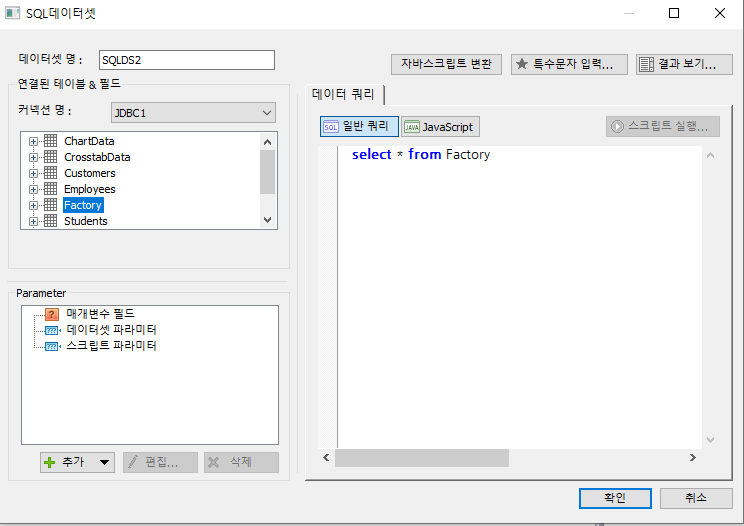 SQL데이터셋
데이터셋 명 :
SQLDS2
자바스크립트 변환
특수문자 입력...
결과 보기...
연결된 테이블 & 필드
커넥션 명 :
JDBC1
ChartData
CrosstabData
Customers
Employees
Factory
Students
Parameter
매개변수 필드
데이터셋 파라미터
스크립트 파라미터
추가
편집...
삭제
데이터 쿼리
SQL 일반 쿼리
JAVA JavaScript
스크립트 실행...
select * from Factory
확인
취소